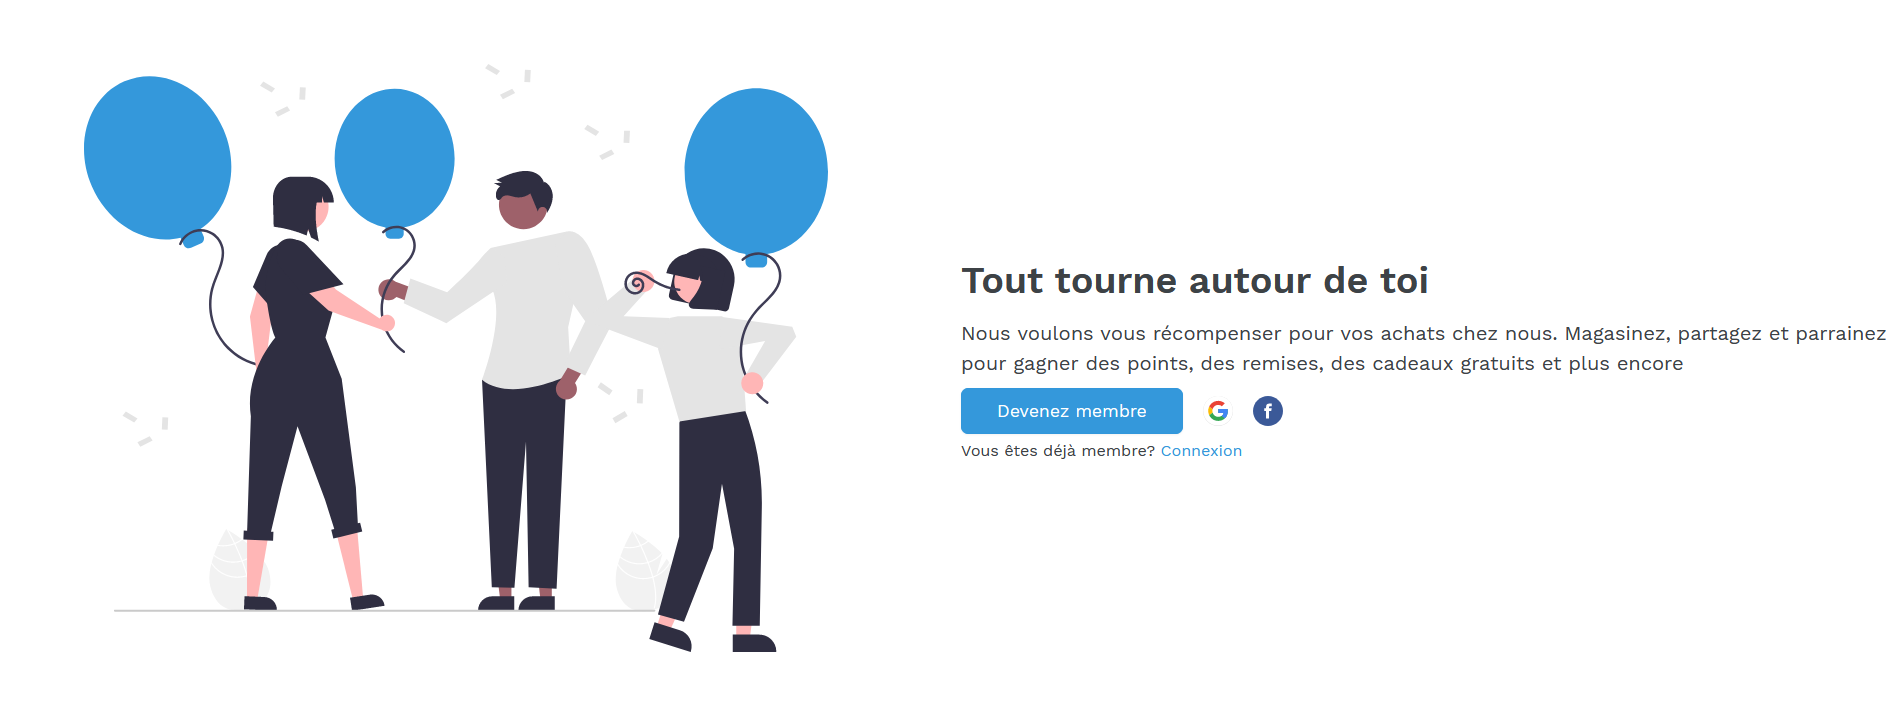 Tout tourne autour de toi
Nous voulons vous récompenser pour vos achats chez nous. Magasinez, partagez et parrainez
pour gagner des points, des remises, des cadeaux gratuits et plus encore
Devenez membre
Vous êtes déjà membre? Connexion